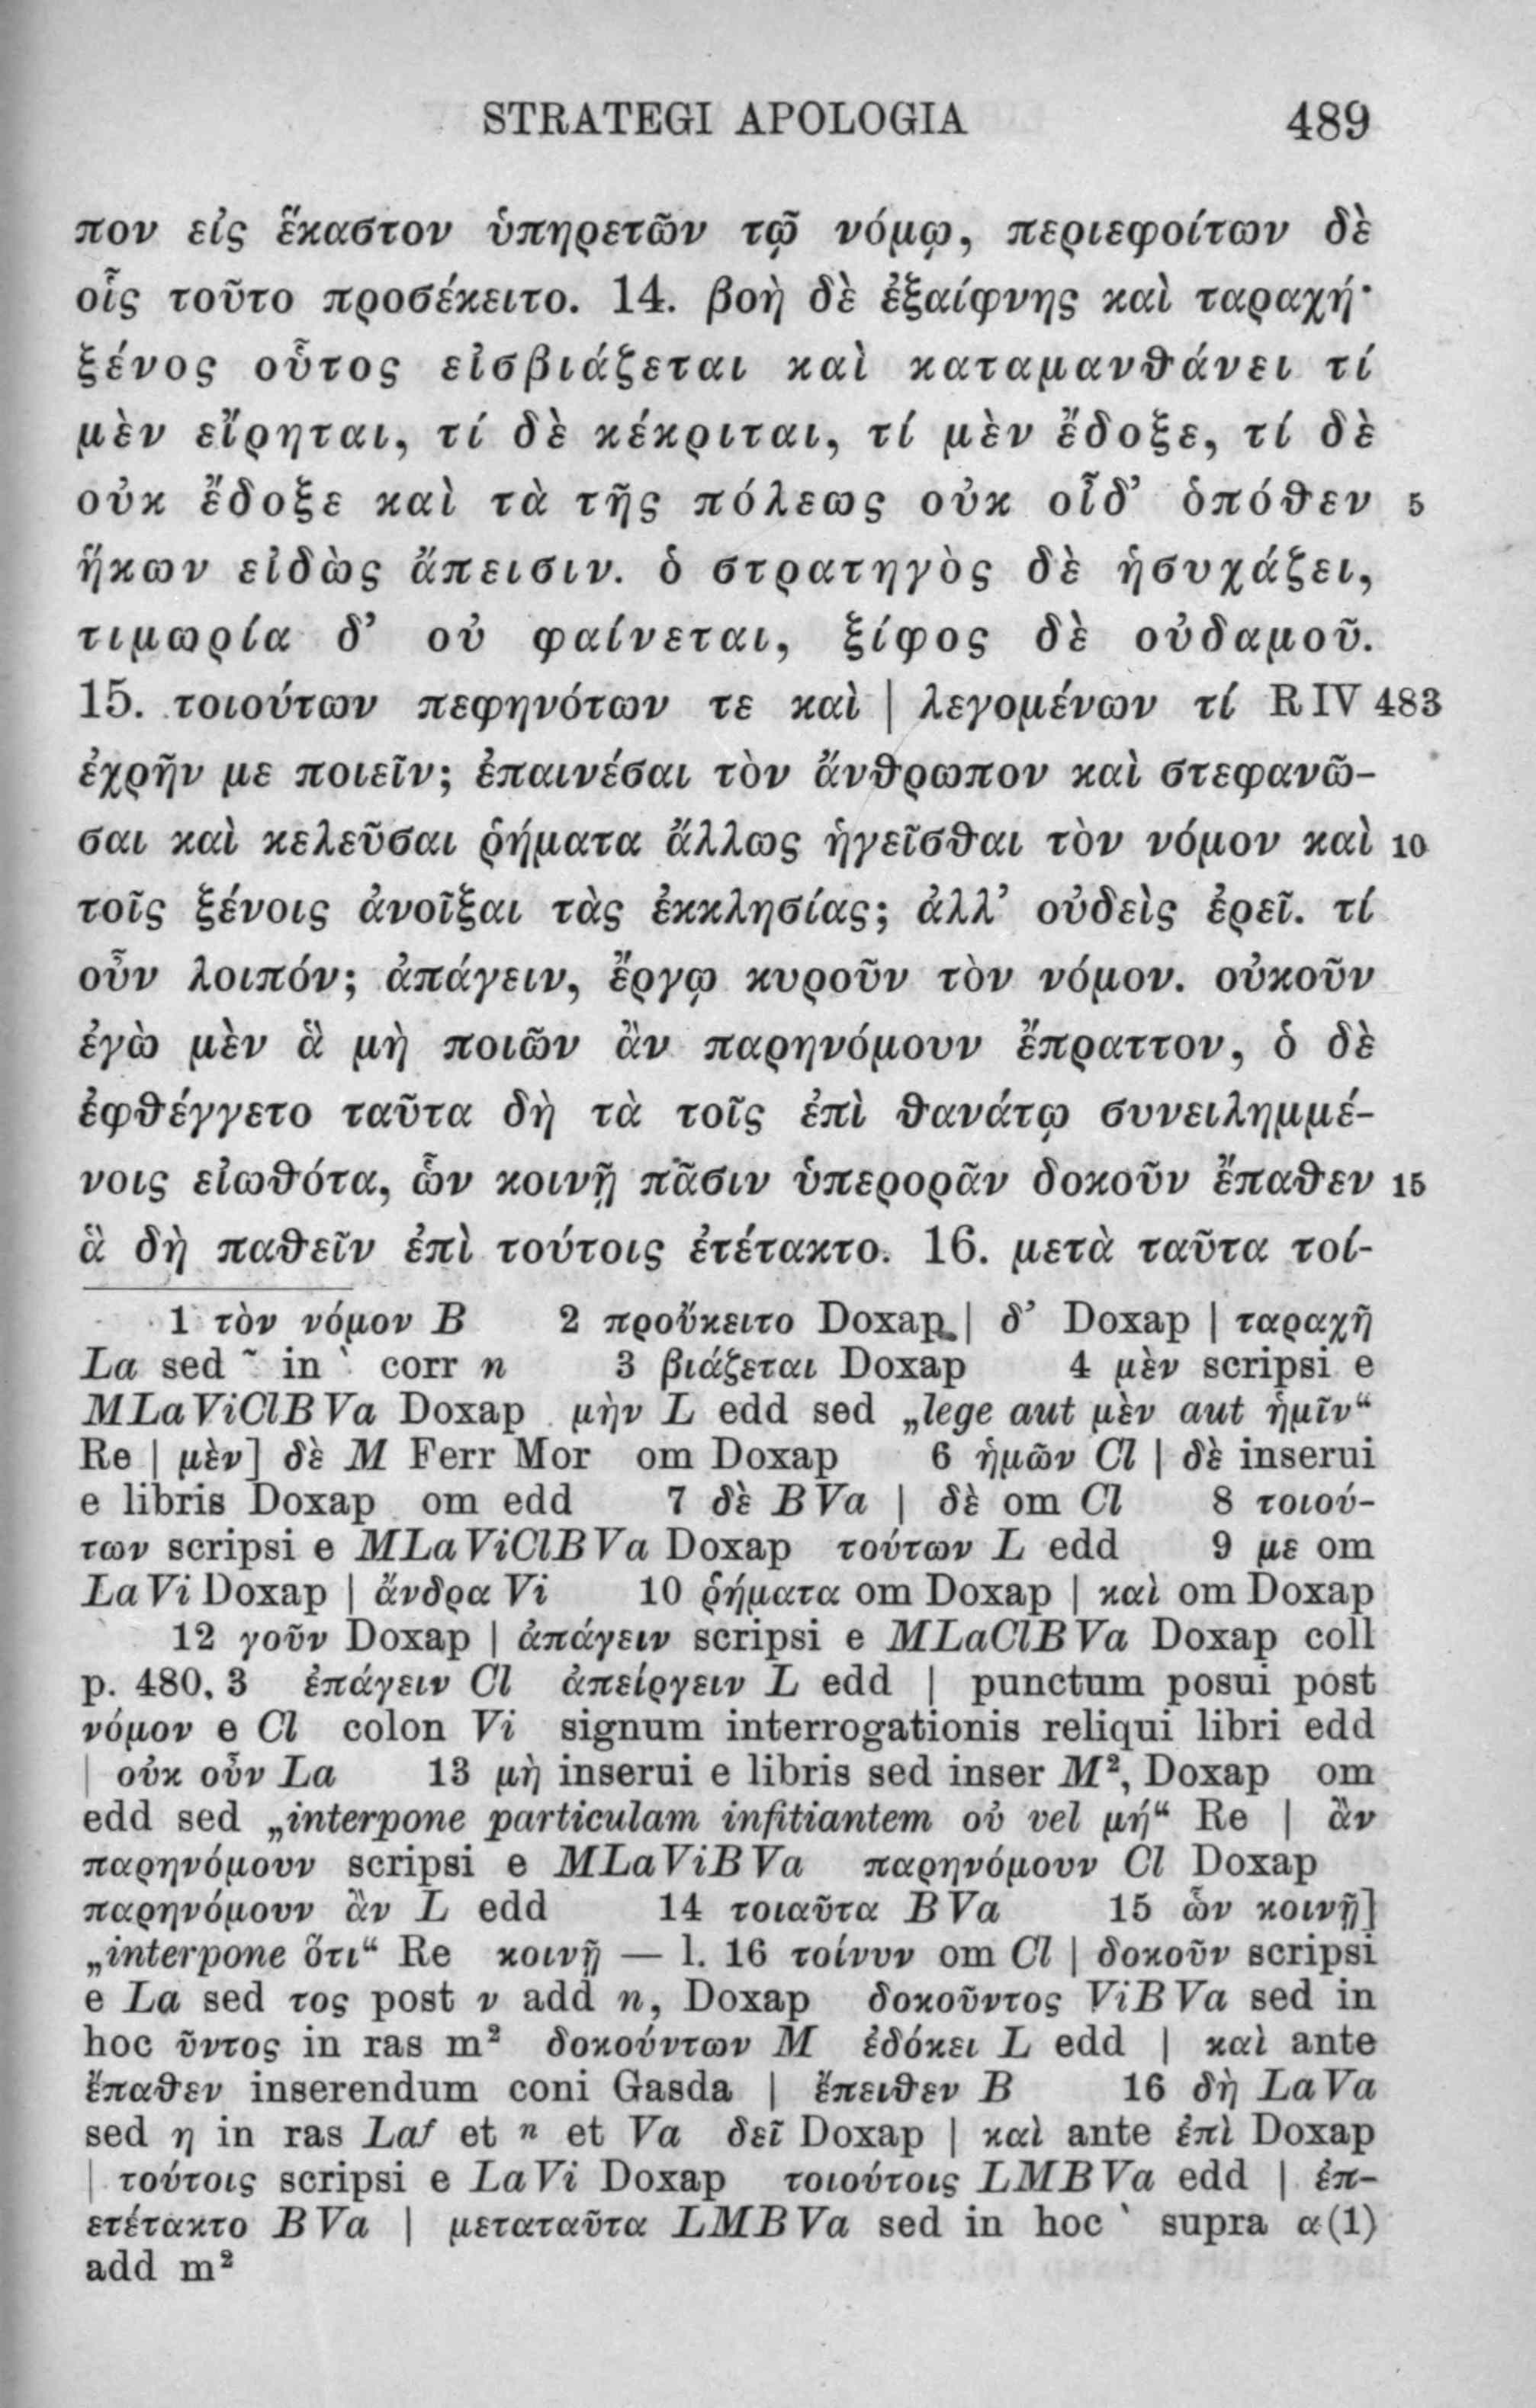 STRATEGI APOLOGIA 489
πον εἰς ἕκαστον ὑπηρετῶν τῷ νόμῳ, περιεφοίτων δὲ
οἷς τοῦτο προσέκειτο. 14. βοὴ δὲ ἐξαίφνης καὶ ταραχή·
ξένος οὗτος εἰσβιάζεται καὶ καταμανθάνει τί
μὲν εἴρηται, τί δὲ κέκριται, τί μὲν ἔδοξε, τί δὲ
οὐκ ἔδοξε καὶ τὰ τῆς πόλεως οὐκ οἶδ’ ὁπόθεν 5
ἥκων εἰδὼς ἄπεισιν. ὁ στρατηγὸς δὲ ἡσυχάζει,
τιμωρία δ’ οὐ φαίνεται, ξίφος δὲ οὐδαμοῦ.
15. τοιούτων πεφηνότων τε καὶ | λεγομένων τί R IV 483
ἐχρῆν με ποιεῖν; ἐπαινέσαι τὸν ἄνθρωπον καὶ στεφανῶ-
σαι καὶ κελεῦσαι ῥήματα ἄλλως ἡγεῖσθαι τὸν νόμον καὶ 10
τοῖς ξένοις ἀνοῖξαι τὰς ἐκκλησίας; ἀλλ’ οὐδεὶς ἐρεῖ. τί
οὖν λοιπόν; ἀπάγειν, ἔργῳ κυροῦν τὸν νόμον. οὐκοῦν
ἐγὼ μὲν ἃ μὴ ποιῶν ἂν παρηνόμουν ἔπραττον, ὁ δὲ
ἐφθέγγετο ταῦτα δὴ τὰ τοῖς ἐπὶ θανάτῳ συνειλημμέ-
νοις εἰωθότα, ὧν κοινῇ πᾶσιν ὑπερορᾶν δοκοῦν ἔπαθεν 15
ἃ δὴ παθεῖν ἐπὶ τούτοις ἐτέτακτο. 16. μετὰ ταῦτα τοί-
1 τὸν νόμον B 2 προὔκειτο Doxap | δ’ Doxap | ταραχῇ
La sed ῀ in ` corr n 3 βιάζεται Doxap 4 μὲν scripsi e
MLaViClBVa Doxap μὴν L edd sed „lege aut μὲν aut ἡμῖν“
Re | μὲν] δὲ M Ferr Mor om Doxap 6 ἡμῶν Cl | δὲ inserui
e libris Doxap om edd 7 δὲ BVa | δὲ om Cl 8 τοιού-
των scripsi e MLaViClBVa Doxap τούτων L edd 9 με om
LaVi Doxap | ἄνδρα Vi 10 ῥήματα om Doxap | καὶ om Doxap
12 γοῦν Doxap | ἀπάγειν scripsi e MLaClBVa Doxap coll
p. 480, 3 ἐπάγειν Cl ἀπείργειν L edd | punctum posui post
νόμον e Cl colon Vi signum interrogationis reliqui libri edd
| οὐκ οὖν La 13 μὴ inserui e libris sed inser M², Doxap om
edd sed „interpone particulam infitiantem οὐ vel μή“ Re | ἂν
παρηνόμουν scripsi e MLaViBVa παρηνόμουν Cl Doxap
παρηνόμουν ἂν L edd 14 τοιαῦτα BVa 15 ὧν κοινῇ]
„interpone ὅτι“ Re κοινῇ — l. 16 τοίνυν om Cl | δοκοῦν scripsi
e La sed τος post ν add n, Doxap δοκοῦντος ViBVa sed in
hoc ῦντος in ras m² δοκούντων M ἐδόκει L edd | καὶ ante
ἔπαθεν inserendum coni Gasda | ἔπειθεν B 16 δὴ LaVa
sed η in ras Laf et n et Va δεῖ Doxap | καὶ ante ἐπὶ Doxap
| τούτοις scripsi e LaVi Doxap τοιούτοις LMBVa edd | ἐπ-
ετέτακτο BVa | μεταταῦτα LMBVa sed in hoc ` supra α(1)
add m²